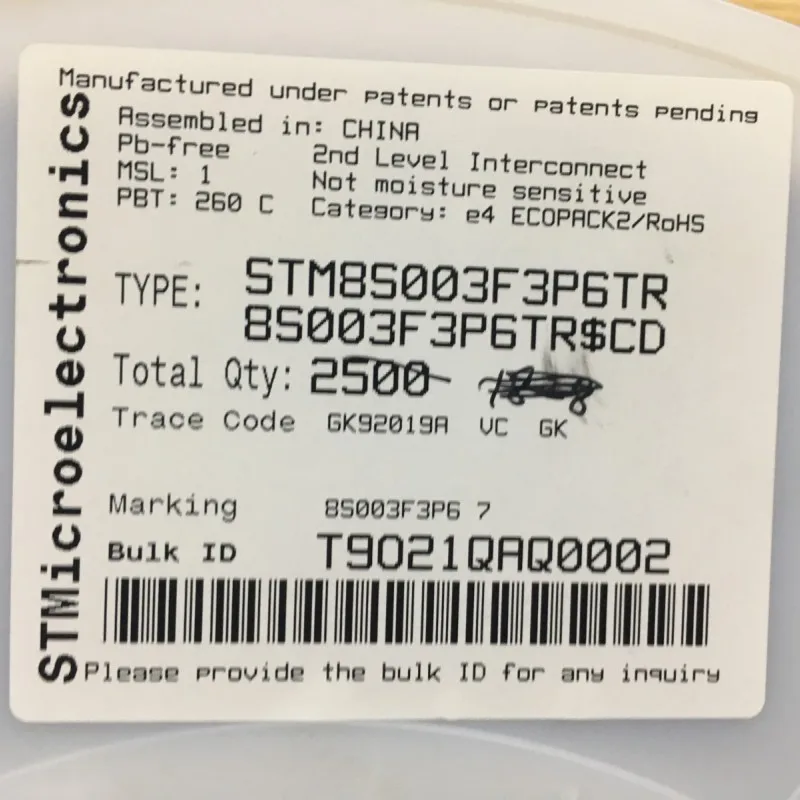 Manufactured under patents or patents pending
Assembled in: CHINA
Pb-free 2nd Level Interconnect
MSL: 1 Not moisture sensitive
PBT: 260 C Category: e4 ECOPACK2/RoHS
TYPE: STM8S003F3P6TR
8S003F3P6TR$CD
Total Qty: 2500
Trace Code GK92019A VC GK
Marking 8S003F3P6 7
Bulk ID T9021QAQ0002
Please provide the bulk ID for any inquiry
STMicroelectronics